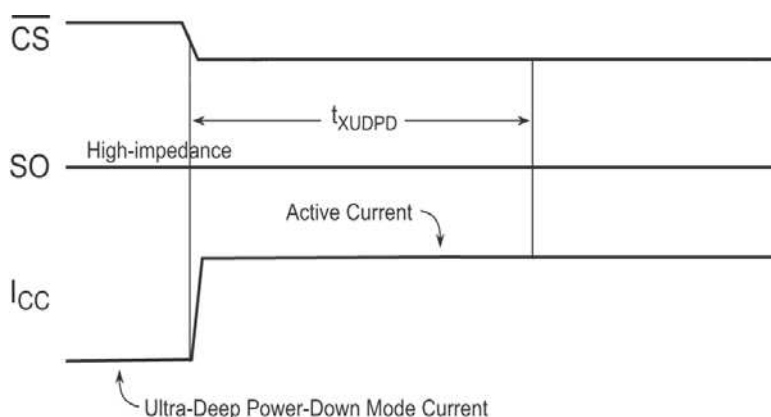 CS
tXUDPD
High-impedance
SO
Active Current
ICC
Ultra-Deep Power-Down Mode Current